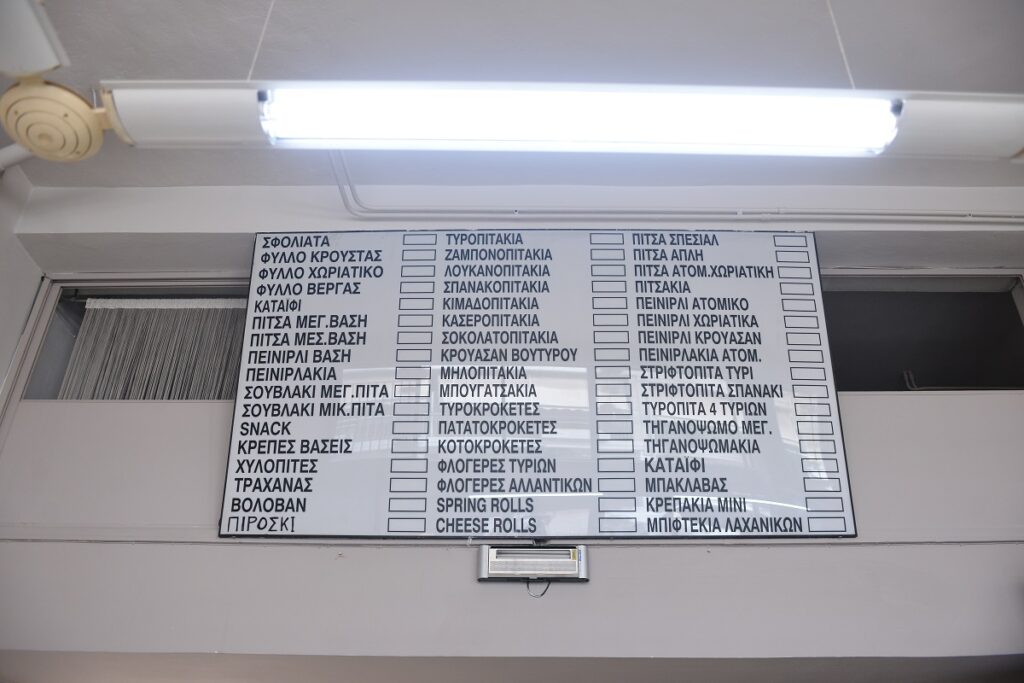 ΣΦΟΛΙΑΤΑ
ΦΥΛΛΟ ΚΡΟΥΣΤΑΣ
ΦΥΛΛΟ ΧΩΡΙΑΤΙΚΟ
ΦΥΛΛΟ ΒΕΡΓΑΣ
ΚΑΤΑΪΦΙ
ΠΙΤΣΑ ΜΕΓ.ΒΑΣΗ
ΠΙΤΣΑ ΜΕΣ.ΒΑΣΗ
ΠΕΙΝΙΡΛΙ ΒΑΣΗ
ΠΕΙΝΙΡΛΑΚΙΑ
ΣΟΥΒΛΑΚΙ ΜΕΓ.ΠΙΤΑ
ΣΟΥΒΛΑΚΙ ΜΙΚ.ΠΙΤΑ
SNACK
ΚΡΕΠΕΣ ΒΑΣΕΙΣ
ΧΥΛΟΠΙΤΕΣ
ΤΡΑΧΑΝΑΣ
ΒΟΛΟΒΑΝ
ΠΙΡΟΣΚΙ
ΤΥΡΟΠΙΤΑΚΙΑ
ΖΑΜΠΟΝΟΠΙΤΑΚΙΑ
ΛΟΥΚΑΝΟΠΙΤΑΚΙΑ
ΣΠΑΝΑΚΟΠΙΤΑΚΙΑ
ΚΙΜΑΔΟΠΙΤΑΚΙΑ
ΚΑΣΕΡΟΠΙΤΑΚΙΑ
ΣΟΚΟΛΑΤΟΠΙΤΑΚΙΑ
ΚΡΟΥΑΣΑΝ ΒΟΥΤΥΡΟΥ
ΜΗΛΟΠΙΤΑΚΙΑ
ΜΠΟΥΓΑΤΣΑΚΙΑ
ΤΥΡΟΚΡΟΚΕΤΕΣ
ΠΑΤΑΤΟΚΡΟΚΕΤΕΣ
ΚΟΤΟΚΡΟΚΕΤΕΣ
ΦΛΟΓΕΡΕΣ ΤΥΡΙΩΝ
ΦΛΟΓΕΡΕΣ ΑΛΛΑΝΤΙΚΩΝ
SPRING ROLLS
CHEESE ROLLS
ΠΙΤΣΑ ΣΠΕΣΙΑΛ
ΠΙΤΣΑ ΑΠΛΗ
ΠΙΤΣΑ ΑΤΟΜ.ΧΩΡΙΑΤΙΚΗ
ΠΙΤΣΑΚΙΑ
ΠΕΙΝΙΡΛΙ ΑΤΟΜΙΚΟ
ΠΕΙΝΙΡΛΙ ΧΩΡΙΑΤΙΚΑ
ΠΕΙΝΙΡΛΙ ΚΡΟΥΑΣΑΝ
ΠΕΙΝΙΡΛΑΚΙΑ ΑΤΟΜ.
ΣΤΡΙΦΤΟΠΙΤΑ ΤΥΡΙ
ΣΤΡΙΦΤΟΠΙΤΑ ΣΠΑΝΑΚΙ
ΤΥΡΟΠΙΤΑ 4 ΤΥΡΙΩΝ
ΤΗΓΑΝΟΨΩΜΟ ΜΕΓ.
ΤΗΓΑΝΟΨΩΜΑΚΙΑ
ΚΑΤΑΪΦΙ
ΜΠΑΚΛΑΒΑΣ
ΚΡΕΠΑΚΙΑ ΜΙΝΙ
ΜΠΙΦΤΕΚΙΑ ΛΑΧΑΝΙΚΩΝ